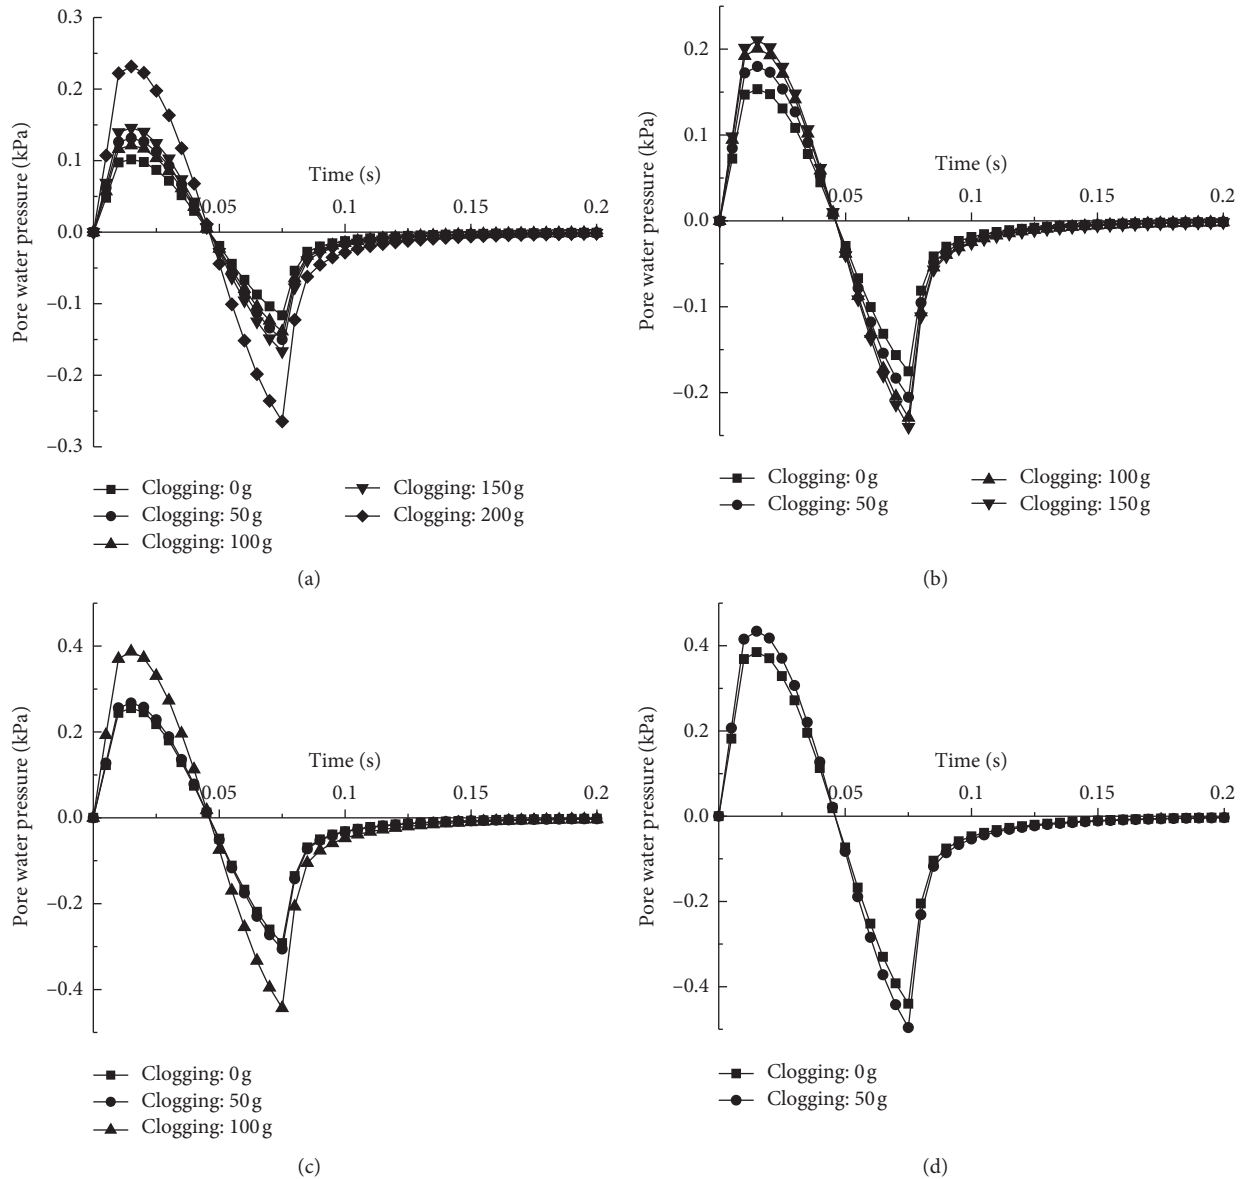 0.3
0.2
0.1
0.0
−0.1
−0.2
−0.3
Pore water pressure (kPa)
Time (s)
0.05
0.1
0.15
0.2
Clogging: 0 g
Clogging: 50 g
Clogging: 100 g
Clogging: 150 g
Clogging: 200 g
(a)
0.2
0.1
0.0
−0.1
−0.2
Pore water pressure (kPa)
Time (s)
0.05
0.1
0.15
0.2
Clogging: 0 g
Clogging: 50 g
Clogging: 100 g
Clogging: 150 g
(b)
0.4
0.2
0.0
−0.2
−0.4
Pore water pressure (kPa)
Time (s)
0.05
0.1
0.15
0.2
Clogging: 0 g
Clogging: 50 g
Clogging: 100 g
(c)
0.4
0.2
0.0
−0.2
−0.4
Pore water pressure (kPa)
Time (s)
0.05
0.1
0.15
0.2
Clogging: 0 g
Clogging: 50 g
(d)